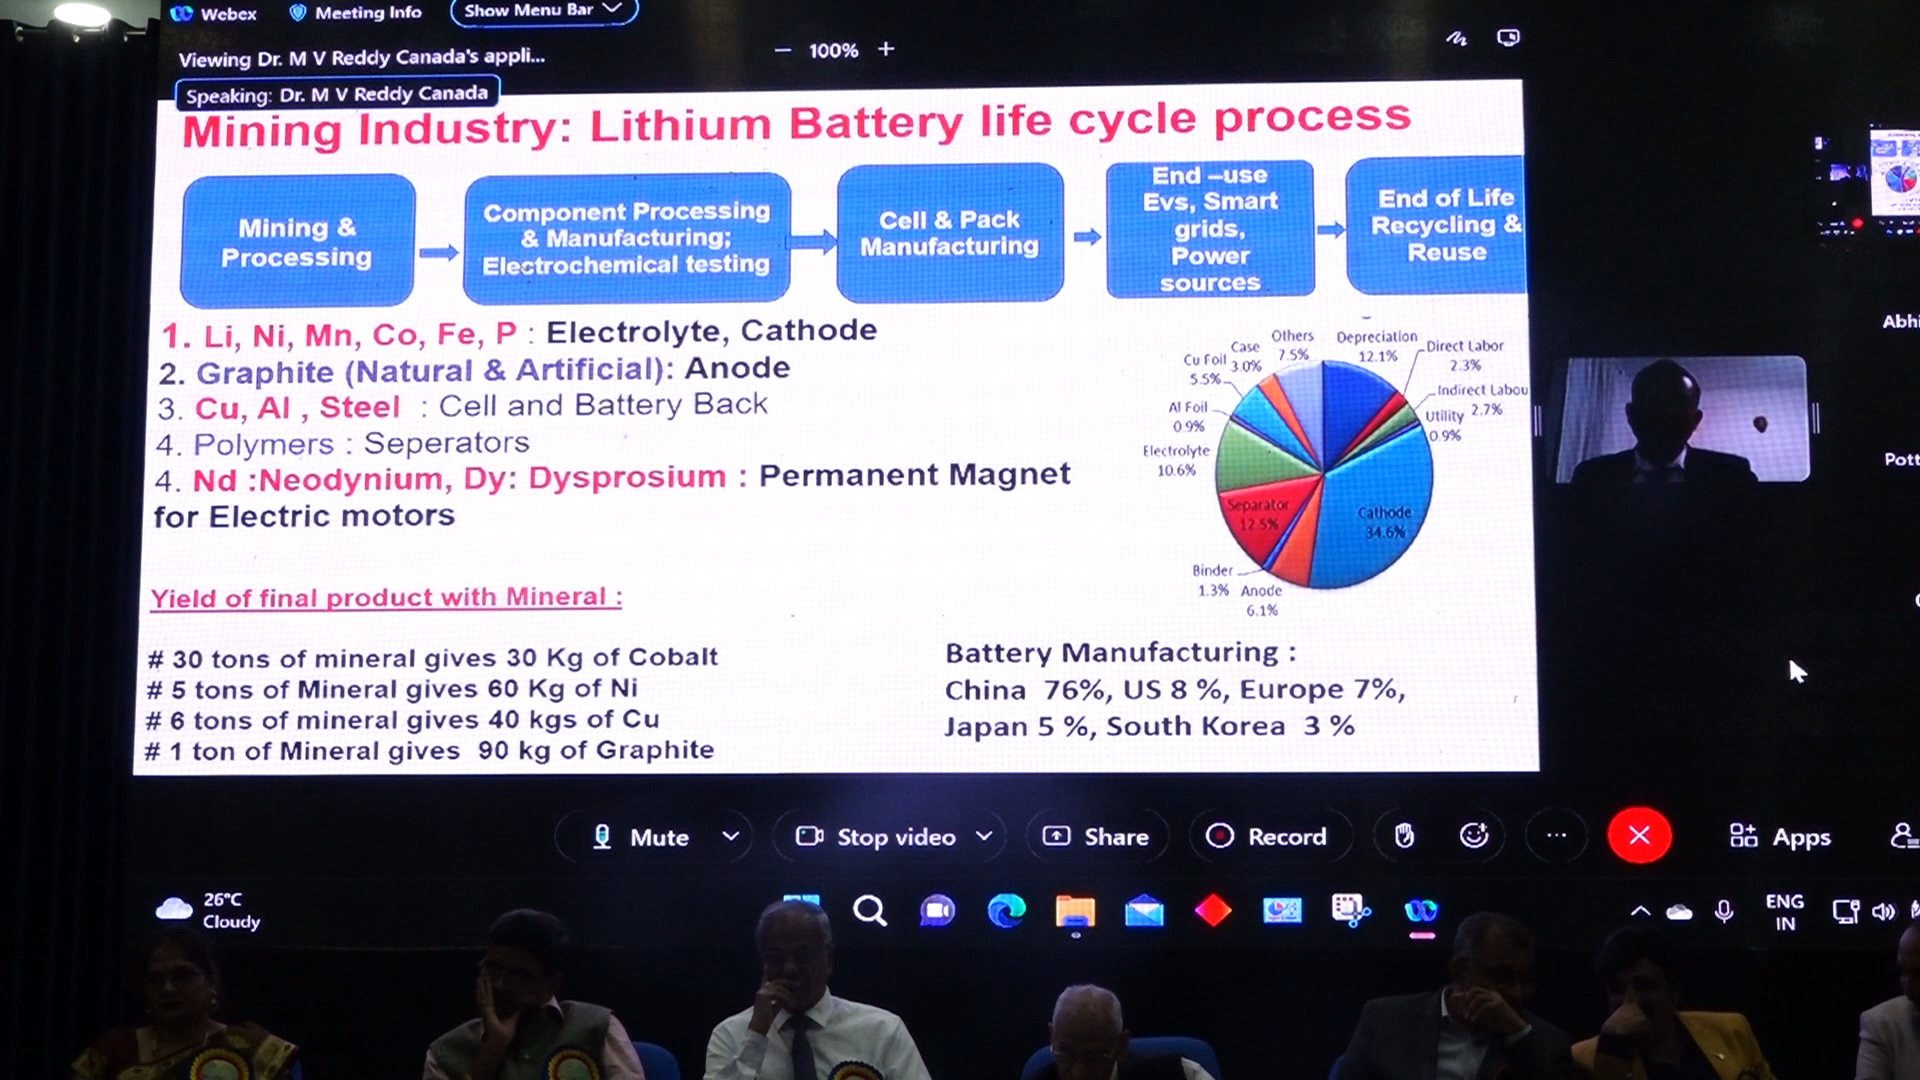 Webex
Meeting Info
Show Menu Bar
Viewing Dr. M V Reddy Canada's appli...
100%
Speaking: Dr. M V Reddy Canada
Mining Industry: Lithium Battery life cycle process
Mining &
Processing
Component Processing
& Manufacturing;
Electrochemical testing
Cell & Pack
Manufacturing
End –use
Evs, Smart
grids,
Power
sources
End of Life
Recycling &
Reuse
1. Li, Ni, Mn, Co, Fe, P : Electrolyte, Cathode
2. Graphite (Natural & Artificial): Anode
3. Cu, Al , Steel : Cell and Battery Back
4. Polymers : Seperators
4. Nd :Neodynium, Dy: Dysprosium : Permanent Magnet
for Electric motors
Others
7.5%
Depreciation
12.1%
Direct Labor
2.3%
Indirect Labou
2.7%
Utility
0.9%
Cathode
34.6%
Anode
6.1%
Binder
1.3%
Separator
12.5%
Electrolyte
10.6%
Al Foil
0.9%
Cu Foil
5.5%
Case
3.0%
Yield of final product with Mineral :
# 30 tons of mineral gives 30 Kg of Cobalt
# 5 tons of Mineral gives 60 Kg of Ni
# 6 tons of mineral gives 40 kgs of Cu
# 1 ton of Mineral gives 90 kg of Graphite
Battery Manufacturing :
China 76%, US 8 %, Europe 7%,
Japan 5 %, South Korea 3 %
Abhi
Pott
Mute
Stop video
Share
Record
Apps
26°C
Cloudy
ENG
IN